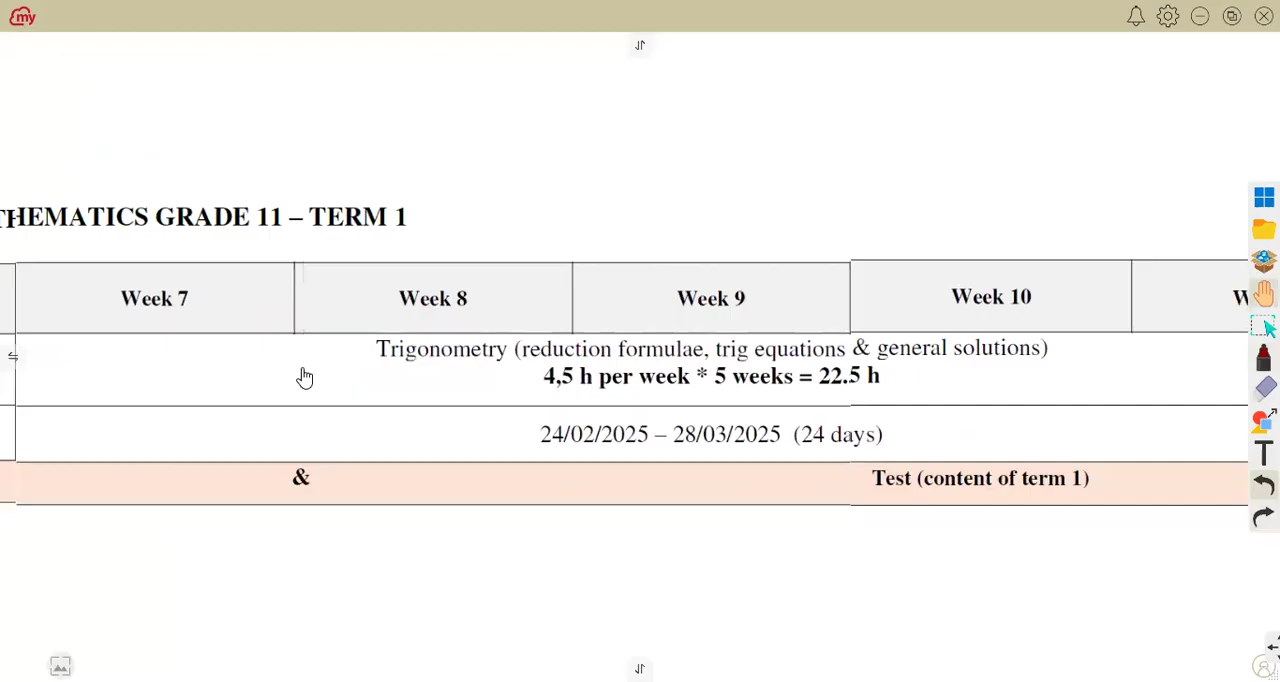 my
THEMATICS GRADE 11 – TERM 1
Week 7 Week 8 Week 9 Week 10 W
Trigonometry (reduction formulae, trig equations & general solutions)
4,5 h per week * 5 weeks = 22.5 h
24/02/2025 – 28/03/2025 (24 days)
& Test (content of term 1)
T